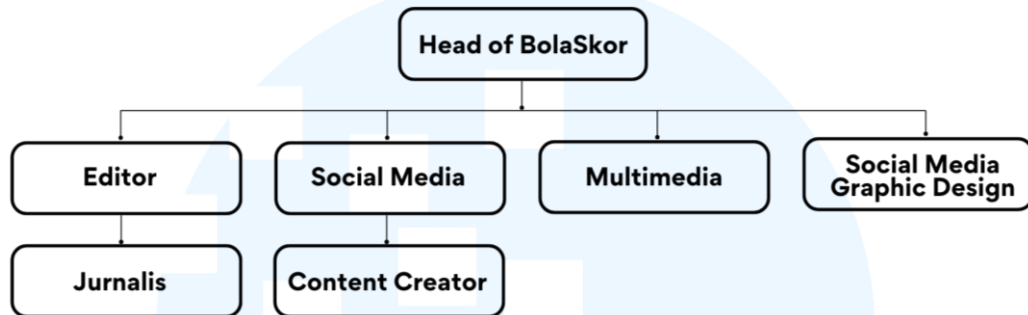 Head of BolaSkor
Editor
Social Media
Multimedia
Social Media
Graphic Design
Jurnalis
Content Creator